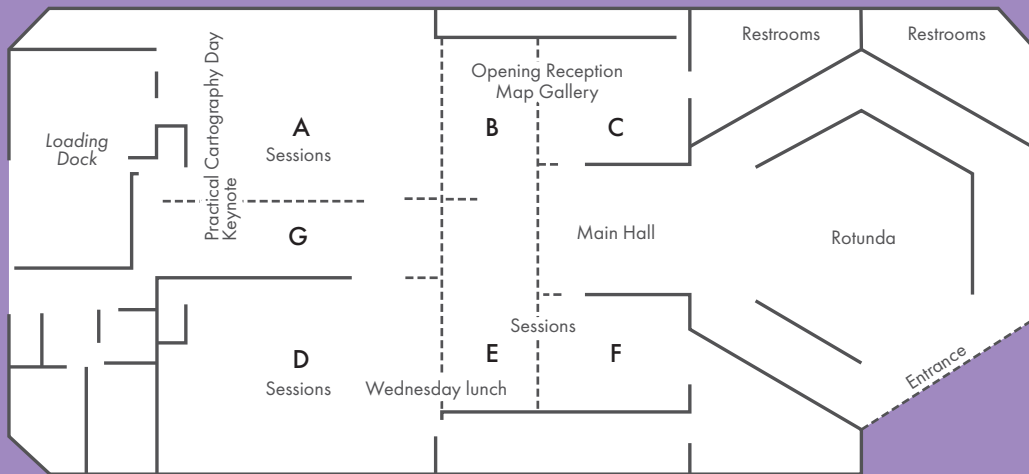 Restrooms
Restrooms
Practical Cartography Day
Keynote
Opening Reception
Map Gallery
A
Sessions
B
C
Loading
Dock
G
Main Hall
Rotunda
Sessions
D
Sessions
E
F
Wednesday lunch
Entrance